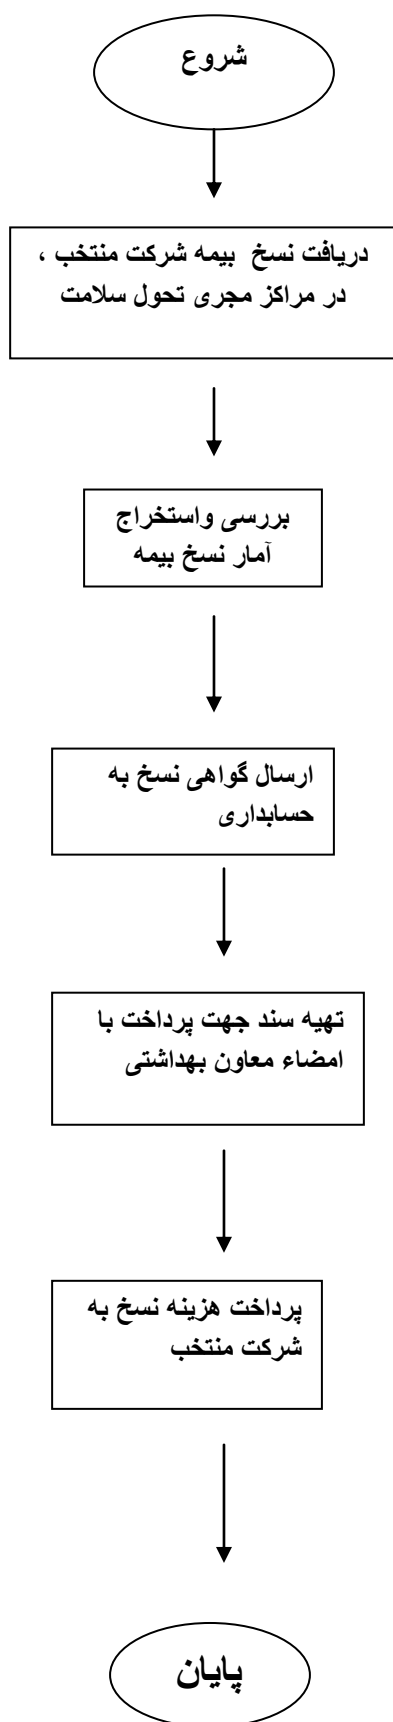 شروع
دریافت نسخ بیمه شرکت منتخب ،
در مراکز مجری تحول سلامت
بررسی واستخراج
آمار نسخ بیمه
ارسال گواهی نسخ به
حسابداری
تهیه سند جهت پرداخت با
امضاء معاون بهداشتی
پرداخت هزینه نسخ به
شرکت منتخب
پایان